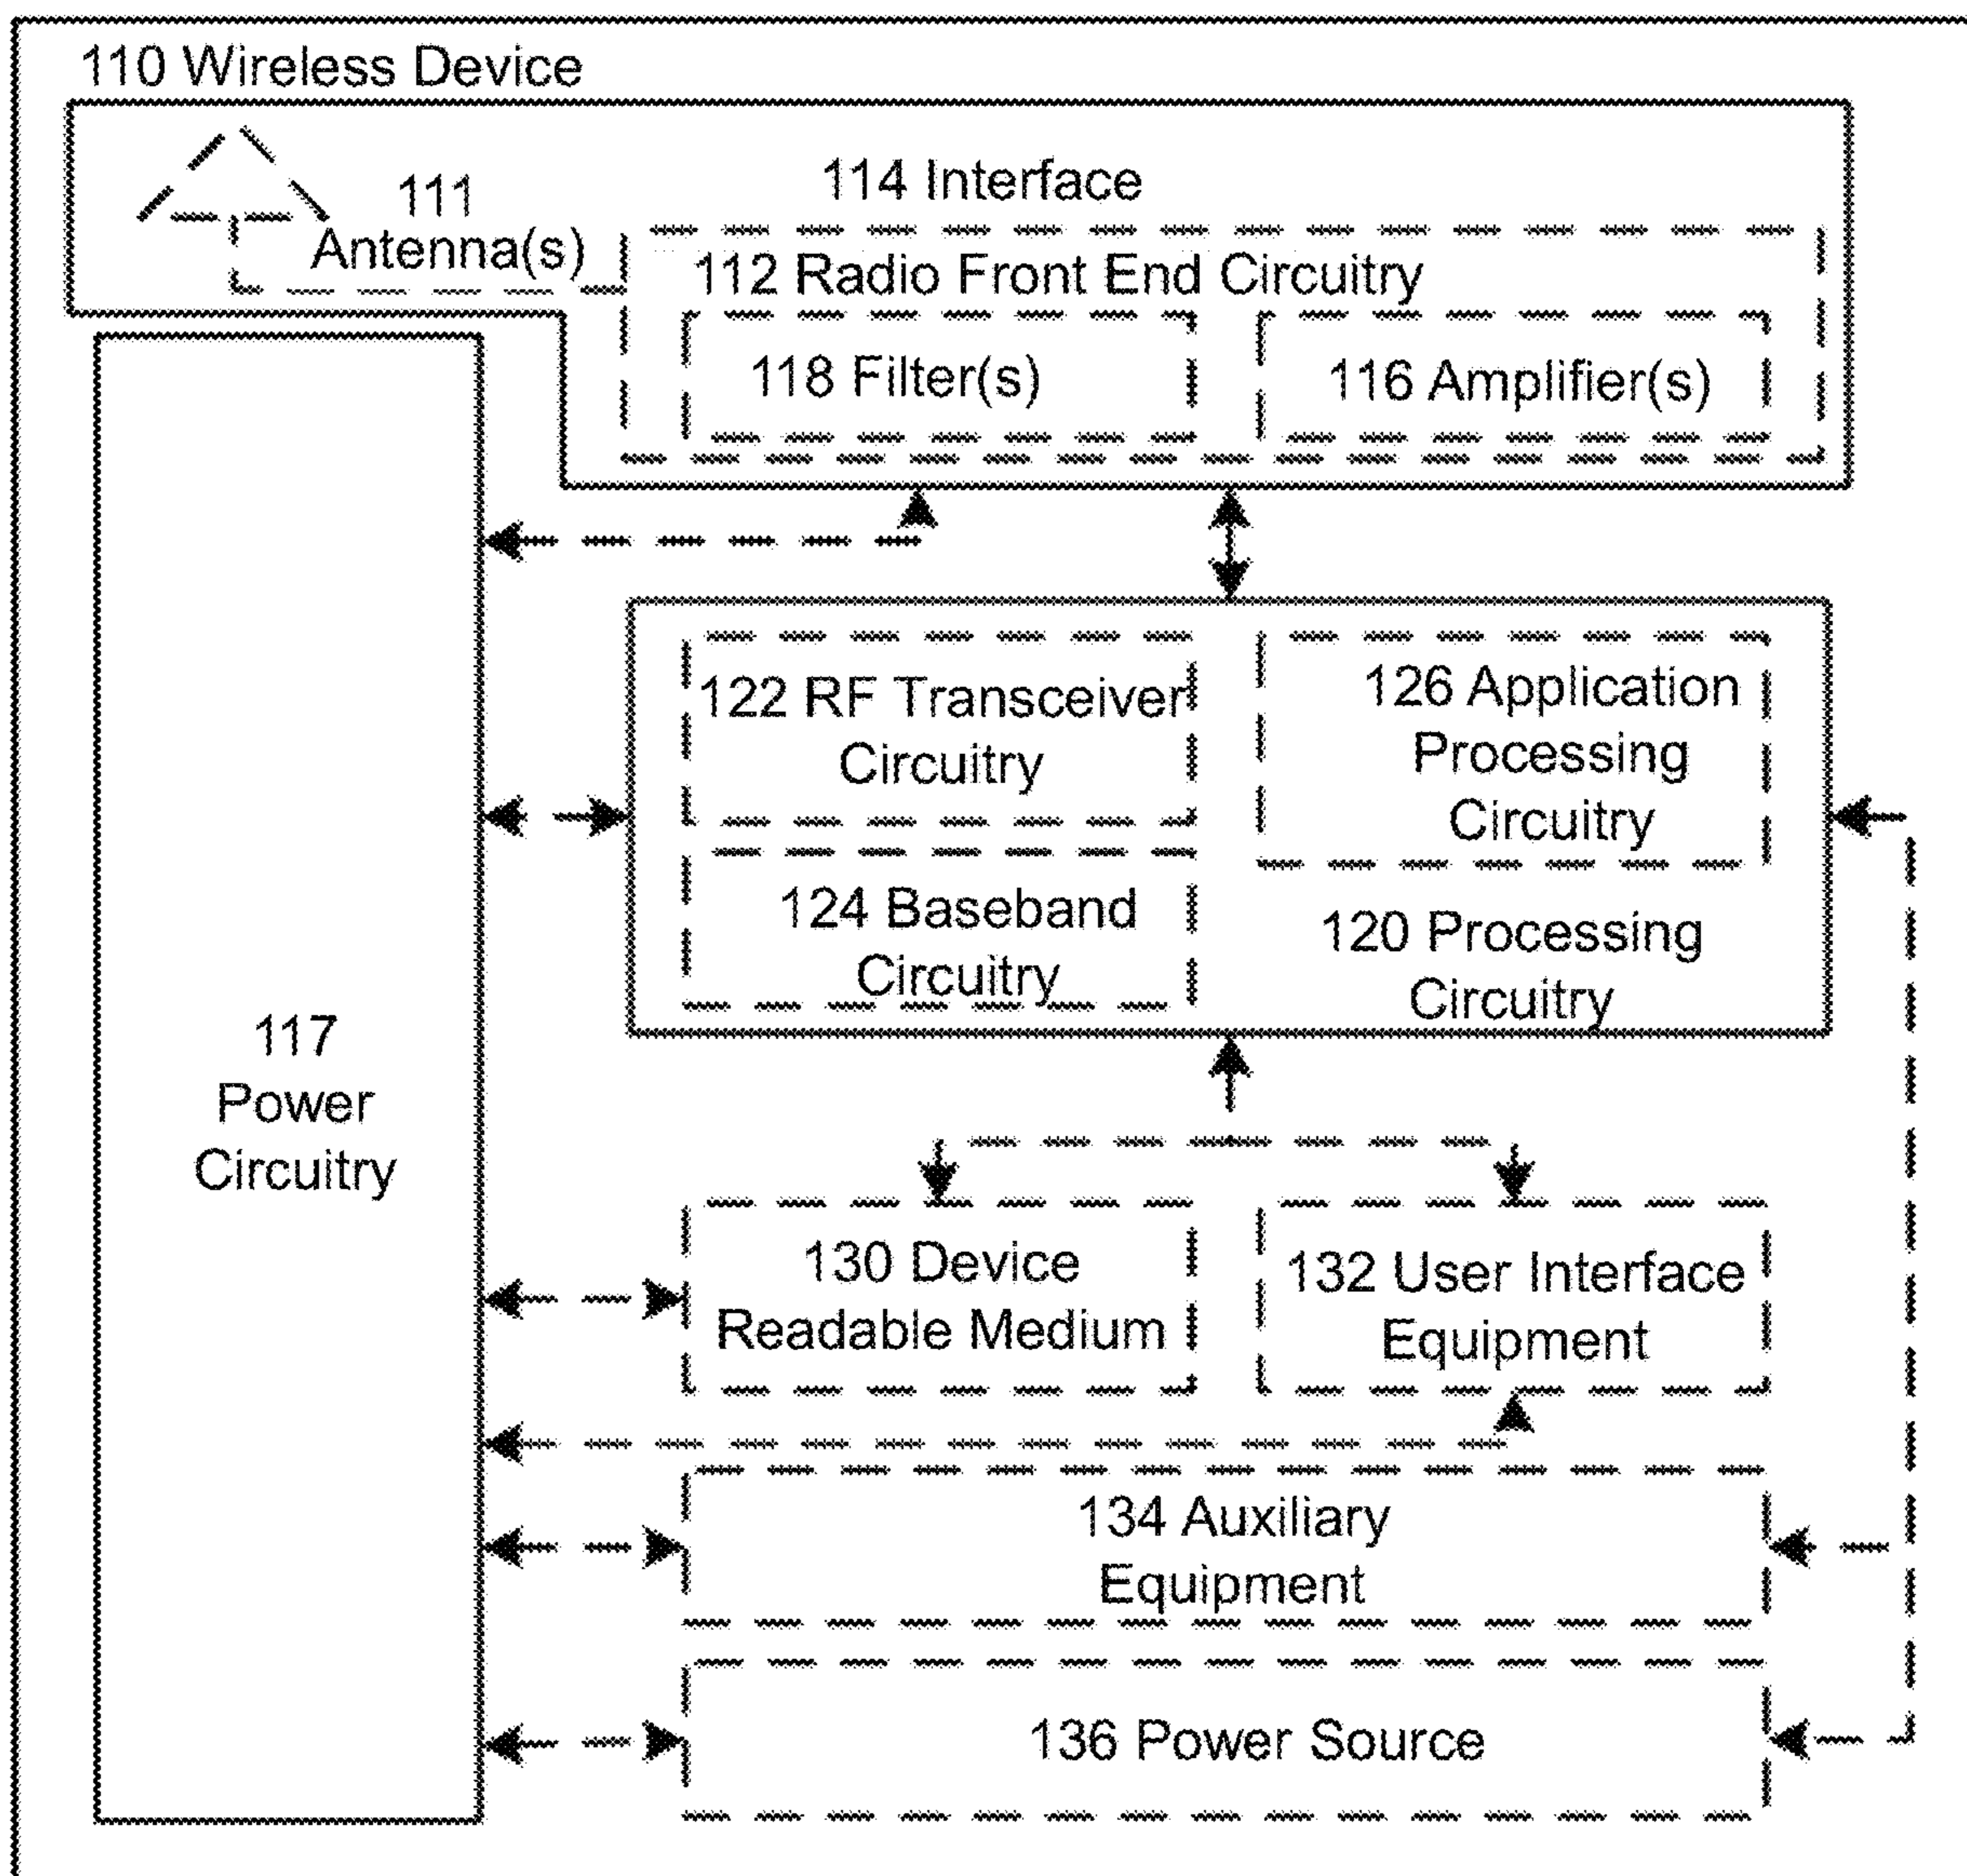 110 Wireless Device
111
Antenna(s)
114 Interface
112 Radio Front End Circuitry
118 Filter(s)
116 Amplifier(s)
122 RF Transceiver
Circuitry
126 Application
Processing
Circuitry
124 Baseband
Circuitry
120 Processing
Circuitry
117
Power
Circuitry
130 Device
Readable Medium
132 User Interface
Equipment
134 Auxiliary
Equipment
136 Power Source